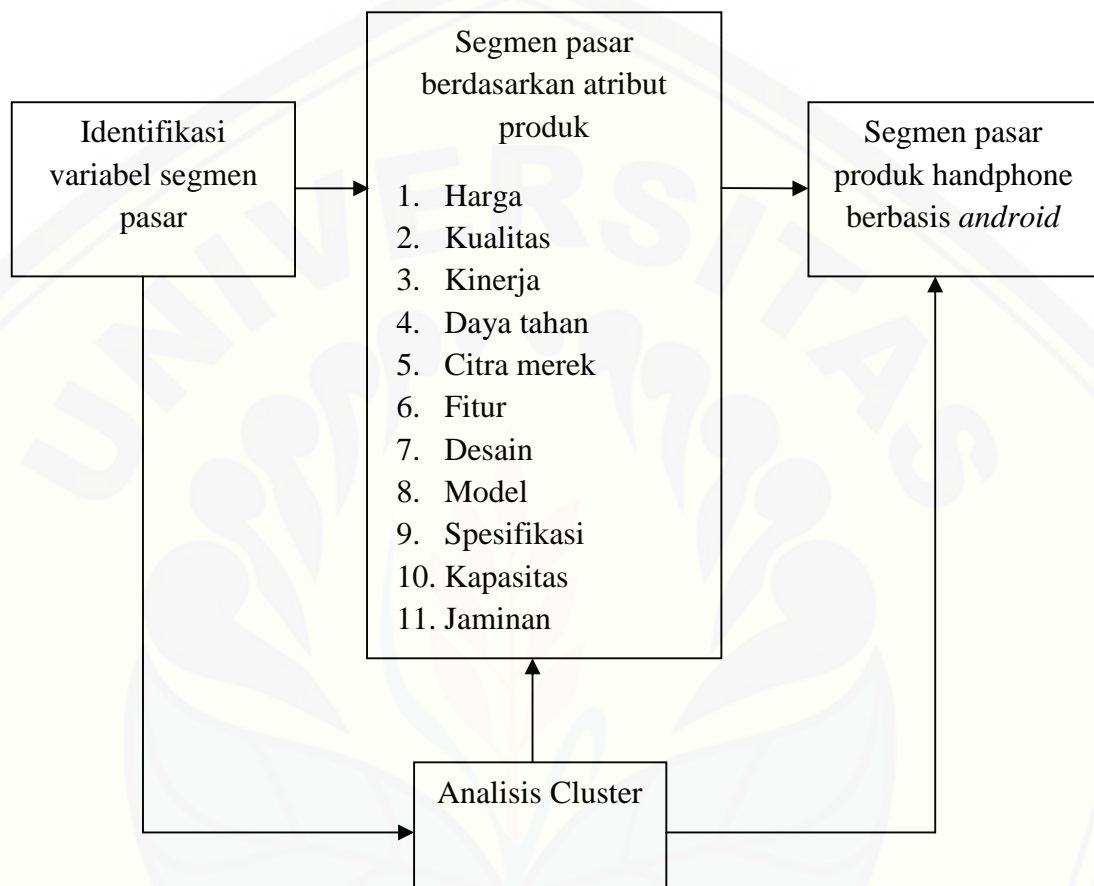 Identifikasi
variabel segmen
pasar
Segmen pasar
berdasarkan atribut
produk
1. Harga
2. Kualitas
3. Kinerja
4. Daya tahan
5. Citra merek
6. Fitur
7. Desain
8. Model
9. Spesifikasi
10. Kapasitas
11. Jaminan
Segmen pasar
produk handphone
berbasis android
Analisis Cluster
UNIVERSITAS